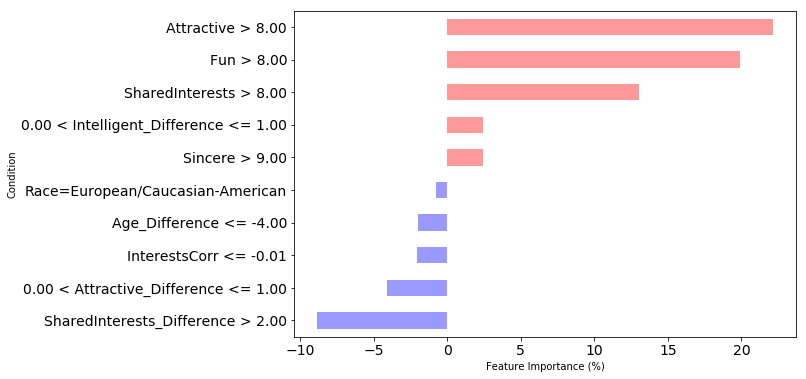 Attractive > 8.00
Fun > 8.00
SharedInterests > 8.00
0.00 < Intelligent_Difference <= 1.00
Sincere > 9.00
Race=European/Caucasian-American
Age_Difference <= -4.00
InterestsCorr <= -0.01
0.00 < Attractive_Difference <= 1.00
SharedInterests_Difference > 2.00
Condition
−10 −5 0 5 10 15 20
Feature Importance (%)